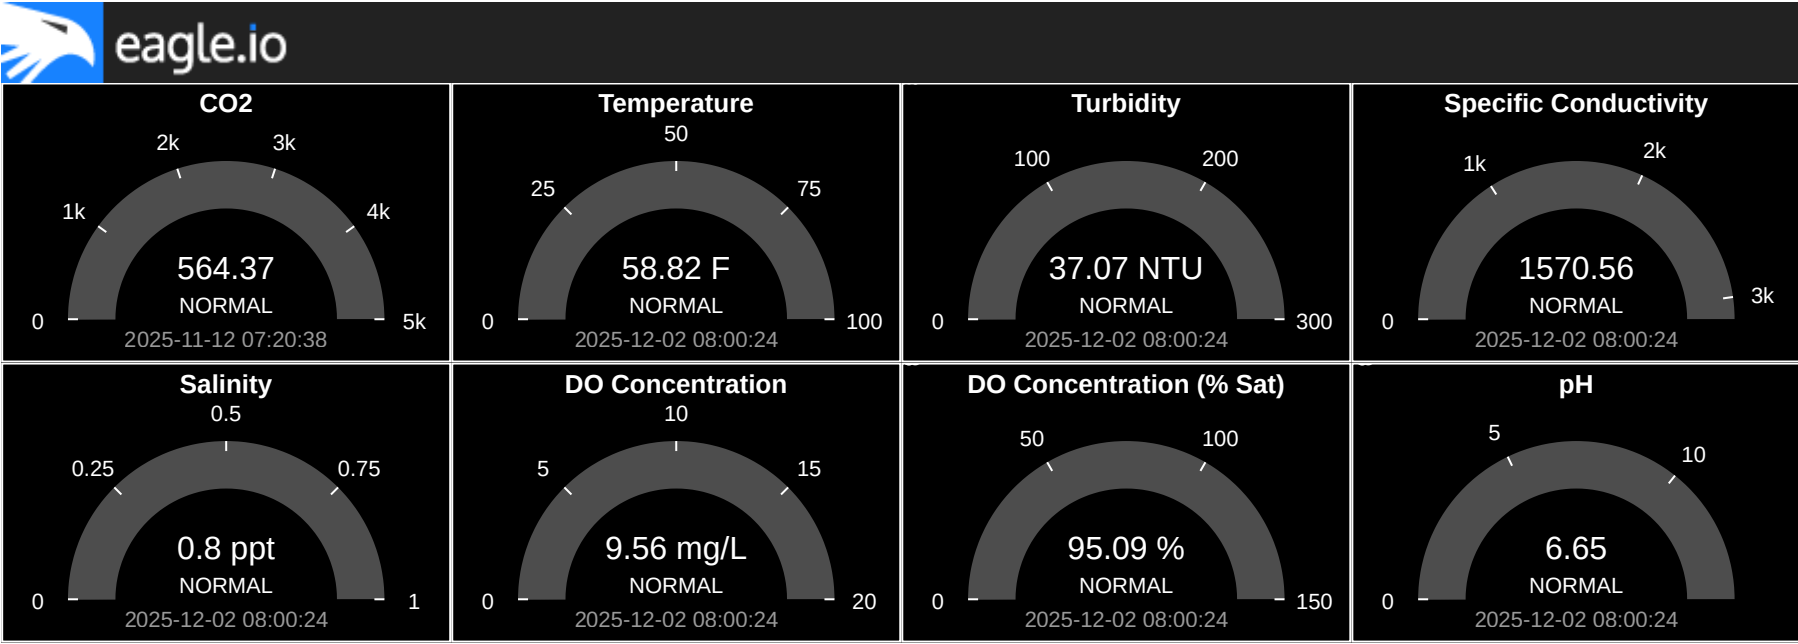 eagle.io
CO2
2k 3k
1k 4k
564.37
NORMAL
0 5k
2025-11-12 07:20:38
Temperature
50
25 75
58.82 F
NORMAL
0 100
2025-12-02 08:00:24
Turbidity
100 200
37.07 NTU
NORMAL
0 300
2025-12-02 08:00:24
Specific Conductivity
2k
1k
1570.56
3k
NORMAL
0
2025-12-02 08:00:24
Salinity
0.5
0.25 0.75
0.8 ppt
NORMAL
0 1
2025-12-02 08:00:24
DO Concentration
10
5 15
9.56 mg/L
NORMAL
0 20
2025-12-02 08:00:24
DO Concentration (% Sat)
50 100
95.09 %
NORMAL
0 150
2025-12-02 08:00:24
pH
5
10
6.65
NORMAL
0
2025-12-02 08:00:24